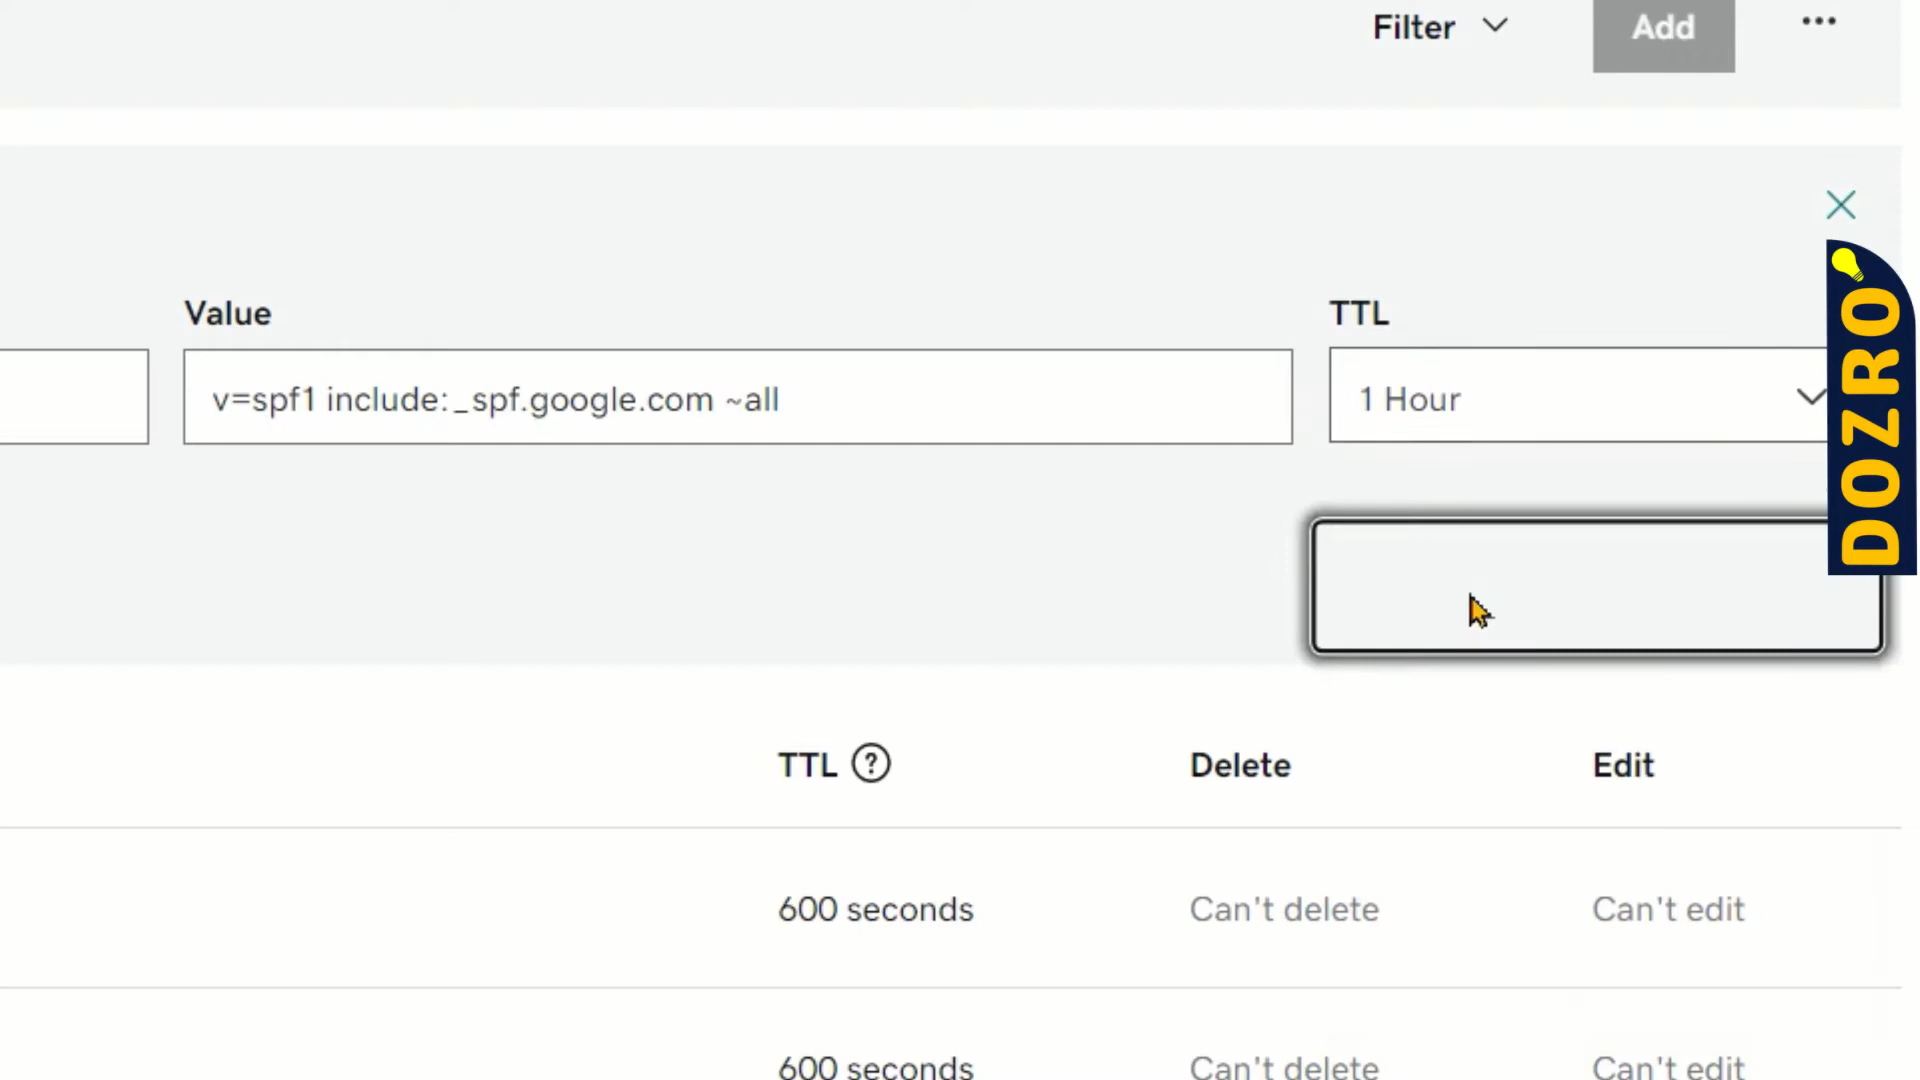 Filter
Add
Value
TTL
v=spf1 include:_spf.google.com ~all
1 Hour
DOZRO
TTL ?
Delete
Edit
600 seconds
Can't delete
Can't edit
600 seconds
Can't delete
Can't edit